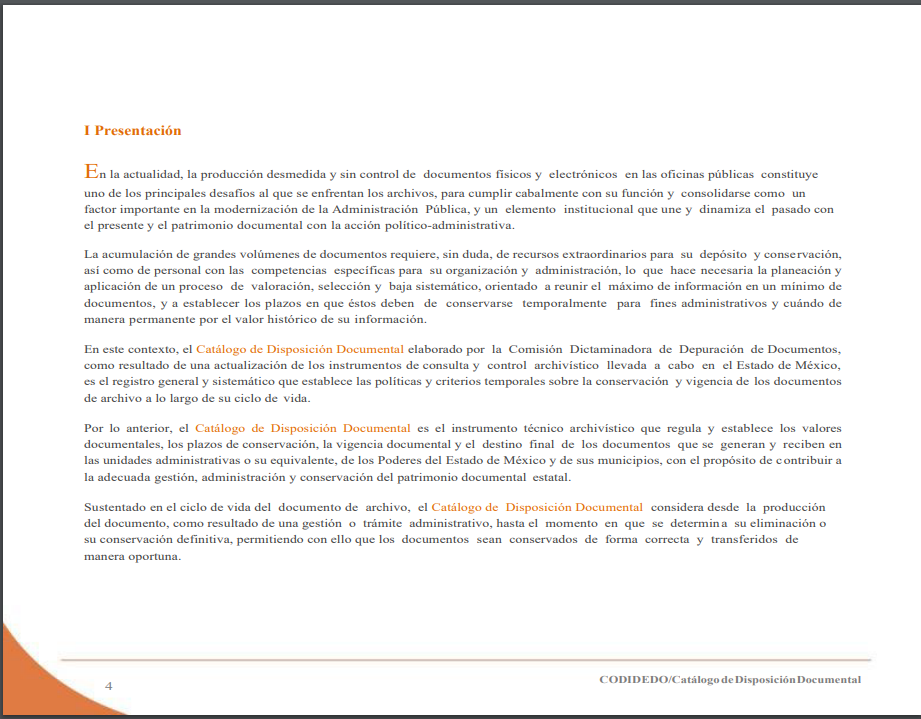 I Presentación
En la actualidad, la producción desmedida y sin control de documentos físicos y electrónicos en las oficinas públicas constituye
uno de los principales desafíos al que se enfrentan los archivos, para cumplir cabalmente con su función y consolidarse como un
factor importante en la modernización de la Administración Pública, y un elemento institucional que une y dinamiza el pasado con
el presente y el patrimonio documental con la acción político-administrativa.
La acumulación de grandes volúmenes de documentos requiere, sin duda, de recursos extraordinarios para su depósito y conservación,
así como de personal con las competencias específicas para su organización y administración, lo que hace necesaria la planeación y
aplicación de un proceso de valoración, selección y baja sistemático, orientado a reunir el máximo de información en un mínimo de
documentos, y a establecer los plazos en que éstos deben de conservarse temporalmente para fines administrativos y cuándo de
manera permanente por el valor histórico de su información.
En este contexto, el Catálogo de Disposición Documental elaborado por la Comisión Dictaminadora de Depuración de Documentos,
como resultado de una actualización de los instrumentos de consulta y control archivístico llevada a cabo en el Estado de México,
es el registro general y sistemático que establece las políticas y criterios temporales sobre la conservación y vigencia de los documentos
de archivo a lo largo de su ciclo de vida.
Por lo anterior, el Catálogo de Disposición Documental es el instrumento técnico archivístico que regula y establece los valores
documentales, los plazos de conservación, la vigencia documental y el destino final de los documentos que se generan y reciben en
las unidades administrativas o su equivalente, de los Poderes del Estado de México y de sus municipios, con el propósito de contribuir a
la adecuada gestión, administración y conservación del patrimonio documental estatal.
Sustentado en el ciclo de vida del documento de archivo, el Catálogo de Disposición Documental considera desde la producción
del documento, como resultado de una gestión o trámite administrativo, hasta el momento en que se determina su eliminación o
su conservación definitiva, permitiendo con ello que los documentos sean conservados de forma correcta y transferidos de
manera oportuna.
CODIDEDO/Catálogo de Disposición Documental
4